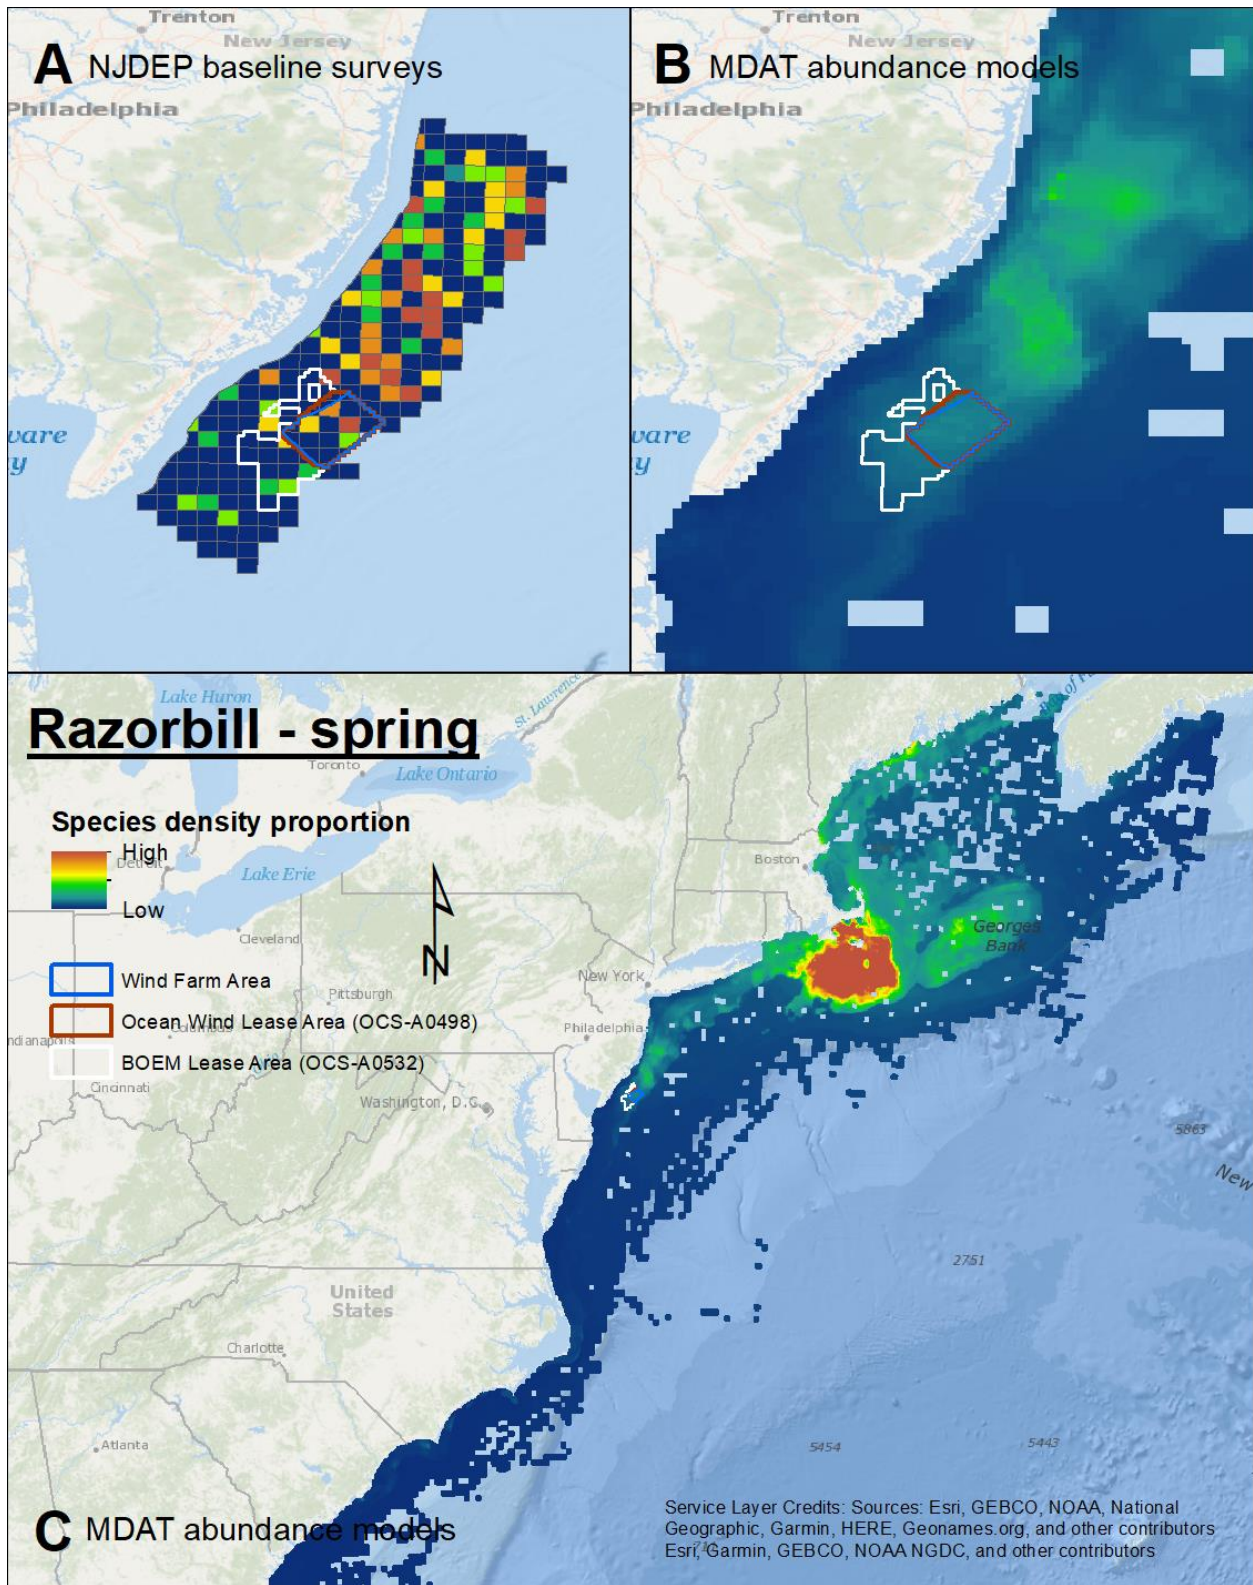 Trenton
New Jersey
A NJDEP baseline surveys
Philadelphia
ware
y
Trenton
New Jersey
B MDAT abundance models
Philadelphia
ware
y
Lake Huron
St. Lawrence
Razorbill - spring
Toronto
Lake Ontario
Species density proportion
High
Detroit
Low
Lake Erie
Boston
Cleveland
Georges
Bank
N
New York
Wind Farm Area
Pittsburgh
Ocean Wind Lease Area (OCS-A0498)
Columbus
Philadelphia
ndianapolis
BOEM Lease Area (OCS-A0532)
Cincinnati
Washington, D.C.
5863
New
2751
United
States
Charlotte
Atlanta
5454
5443
C MDAT abundance models
Service Layer Credits: Sources: Esri, GEBCO, NOAA, National
Geographic, Garmin, HERE, Geonames.org, and other contributors
Esri, Garmin, GEBCO, NOAA NGDC, and other contributors